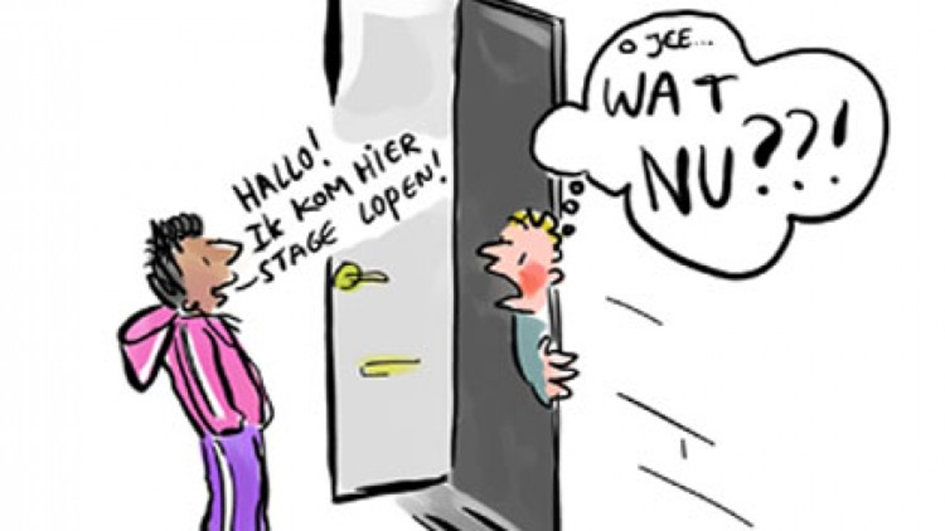 HALLO!
Ik KOM HIER
STAGE LOPEN!
O JEE...
WAT
NU??!